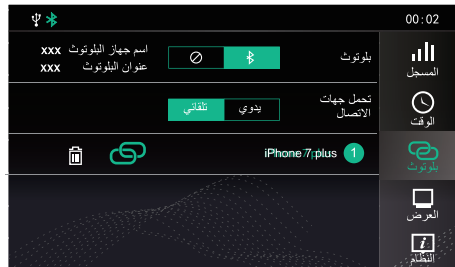 00:02
المسجل
الوقت
بلوتوث
العرض
النظام
بلوتوث
اسم جهاز البلوتوث xxx
عنوان البلوتوث xxx
تحمل جهات
الاتصال
يدوي
تلقائي
1 iPhone 7 plus